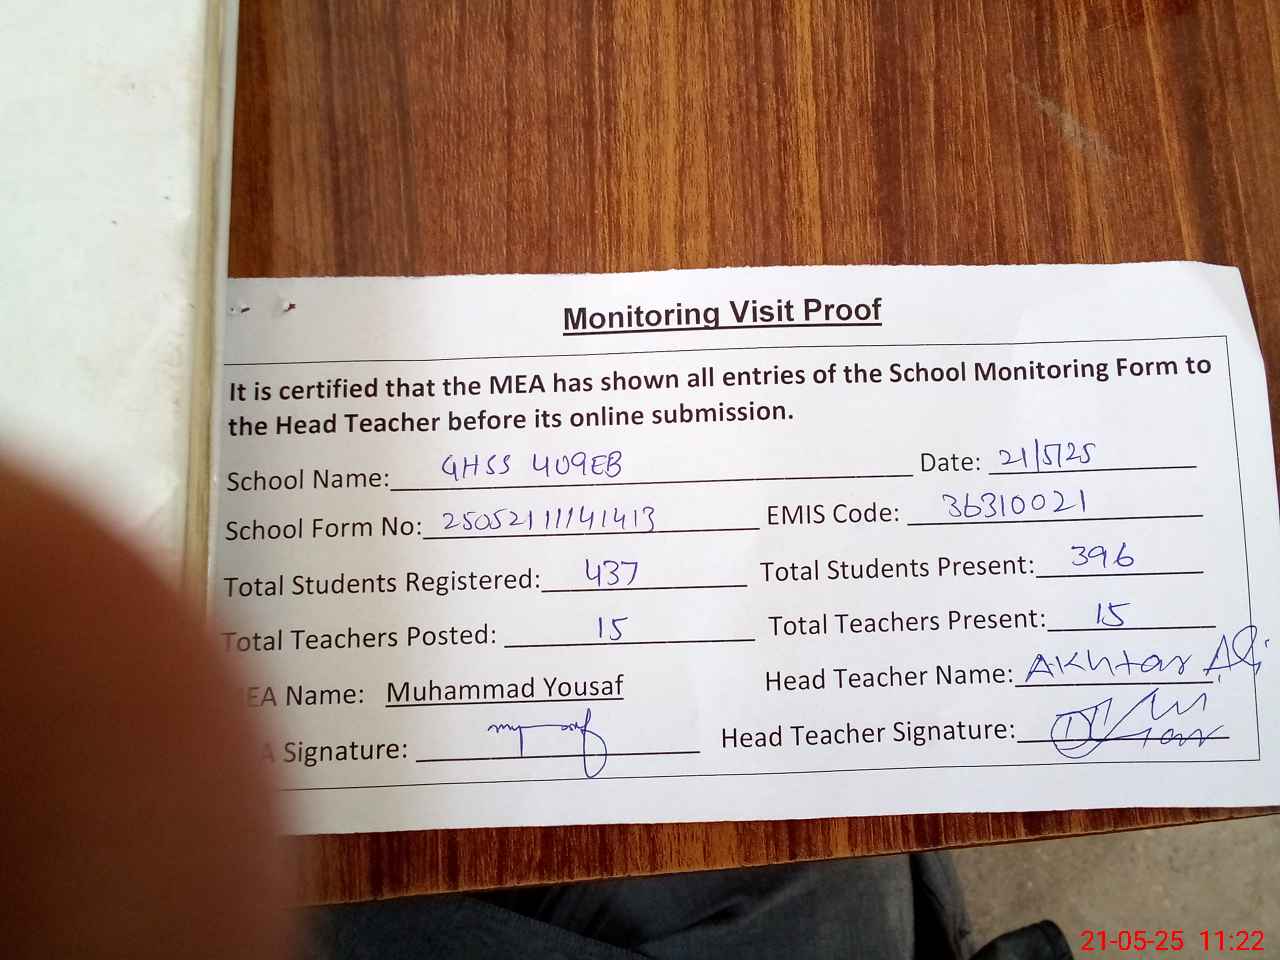 Monitoring Visit Proof
It is certified that the MEA has shown all entries of the School Monitoring Form to
the Head Teacher before its online submission.
School Name: GHSS 409EB Date: 21/5/25
School Form No: 25052111141413 EMIS Code: 36310021
Total Students Registered: 437 Total Students Present: 396
Total Teachers Posted: 15 Total Teachers Present: 15
EA Name: Muhammad Yousaf Head Teacher Name: Akhtar Ali
A Signature: Head Teacher Signature:
21-05-25 11:22